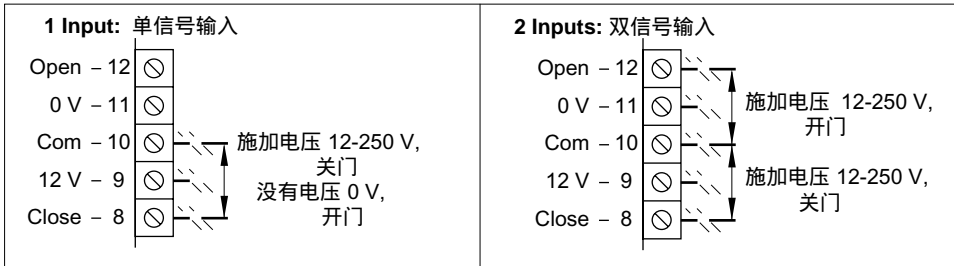 1 Input: 单信号输入
Open – 12
0 V – 11
Com – 10
12 V – 9
Close – 8
施加电压 12-250 V,
关门
没有电压 0 V,
开门
2 Inputs: 双信号输入
Open – 12
0 V – 11
Com – 10
12 V – 9
Close – 8
施加电压 12-250 V,
开门
施加电压 12-250 V,
关门